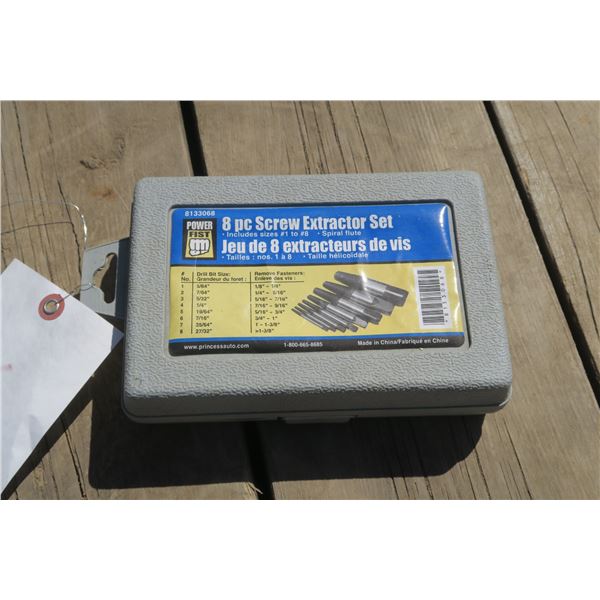 8133068
POWER FIST
8 pc Screw Extractor Set
• Includes sizes #1 to #8 • Spiral flute
Jeu de 8 extracteurs de vis
• Tailles : nos. 1 à 8 • Taille hélicoïdale
# Drill Bit Size: Remove Fasteners:
No. Grandeur du foret : Enlève des vis :
1 5/64" 1/8" – 1/4"
2 7/64" 1/4" – 5/16"
3 5/32" 5/16" – 7/16"
4 1/4" 7/16" – 9/16"
5 19/64" 9/16" – 3/4"
6 7/16" 3/4" – 1"
7 35/64" 1 – 1-3/8"
8 27/32" >1-3/8"
www.princessauto.com 1-800-665-8685 Made in China/Fabriqué en Chine